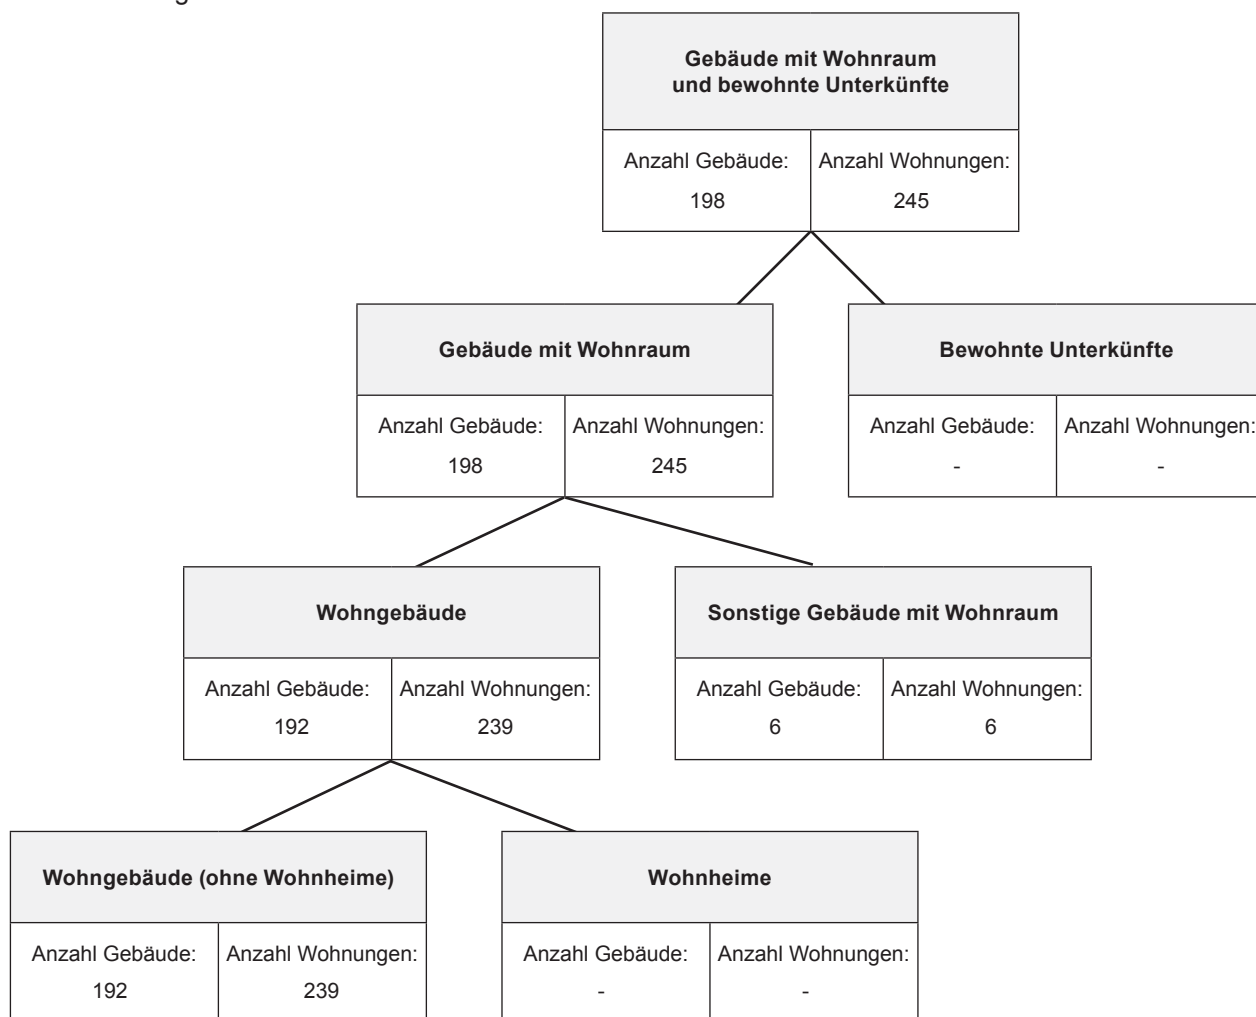 Gebäude mit Wohnraum
und bewohnte Unterkünfte
Anzahl Gebäude: Anzahl Wohnungen:
198 245
Gebäude mit Wohnraum Bewohnte Unterkünfte
Anzahl Gebäude: Anzahl Wohnungen: Anzahl Gebäude: Anzahl Wohnungen:
198 245 - -
Wohngebäude Sonstige Gebäude mit Wohnraum
Anzahl Gebäude: Anzahl Wohnungen: Anzahl Gebäude: Anzahl Wohnungen:
192 239 6 6
Wohngebäude (ohne Wohnheime) Wohnheime
Anzahl Gebäude: Anzahl Wohnungen: Anzahl Gebäude: Anzahl Wohnungen:
192 239 - -